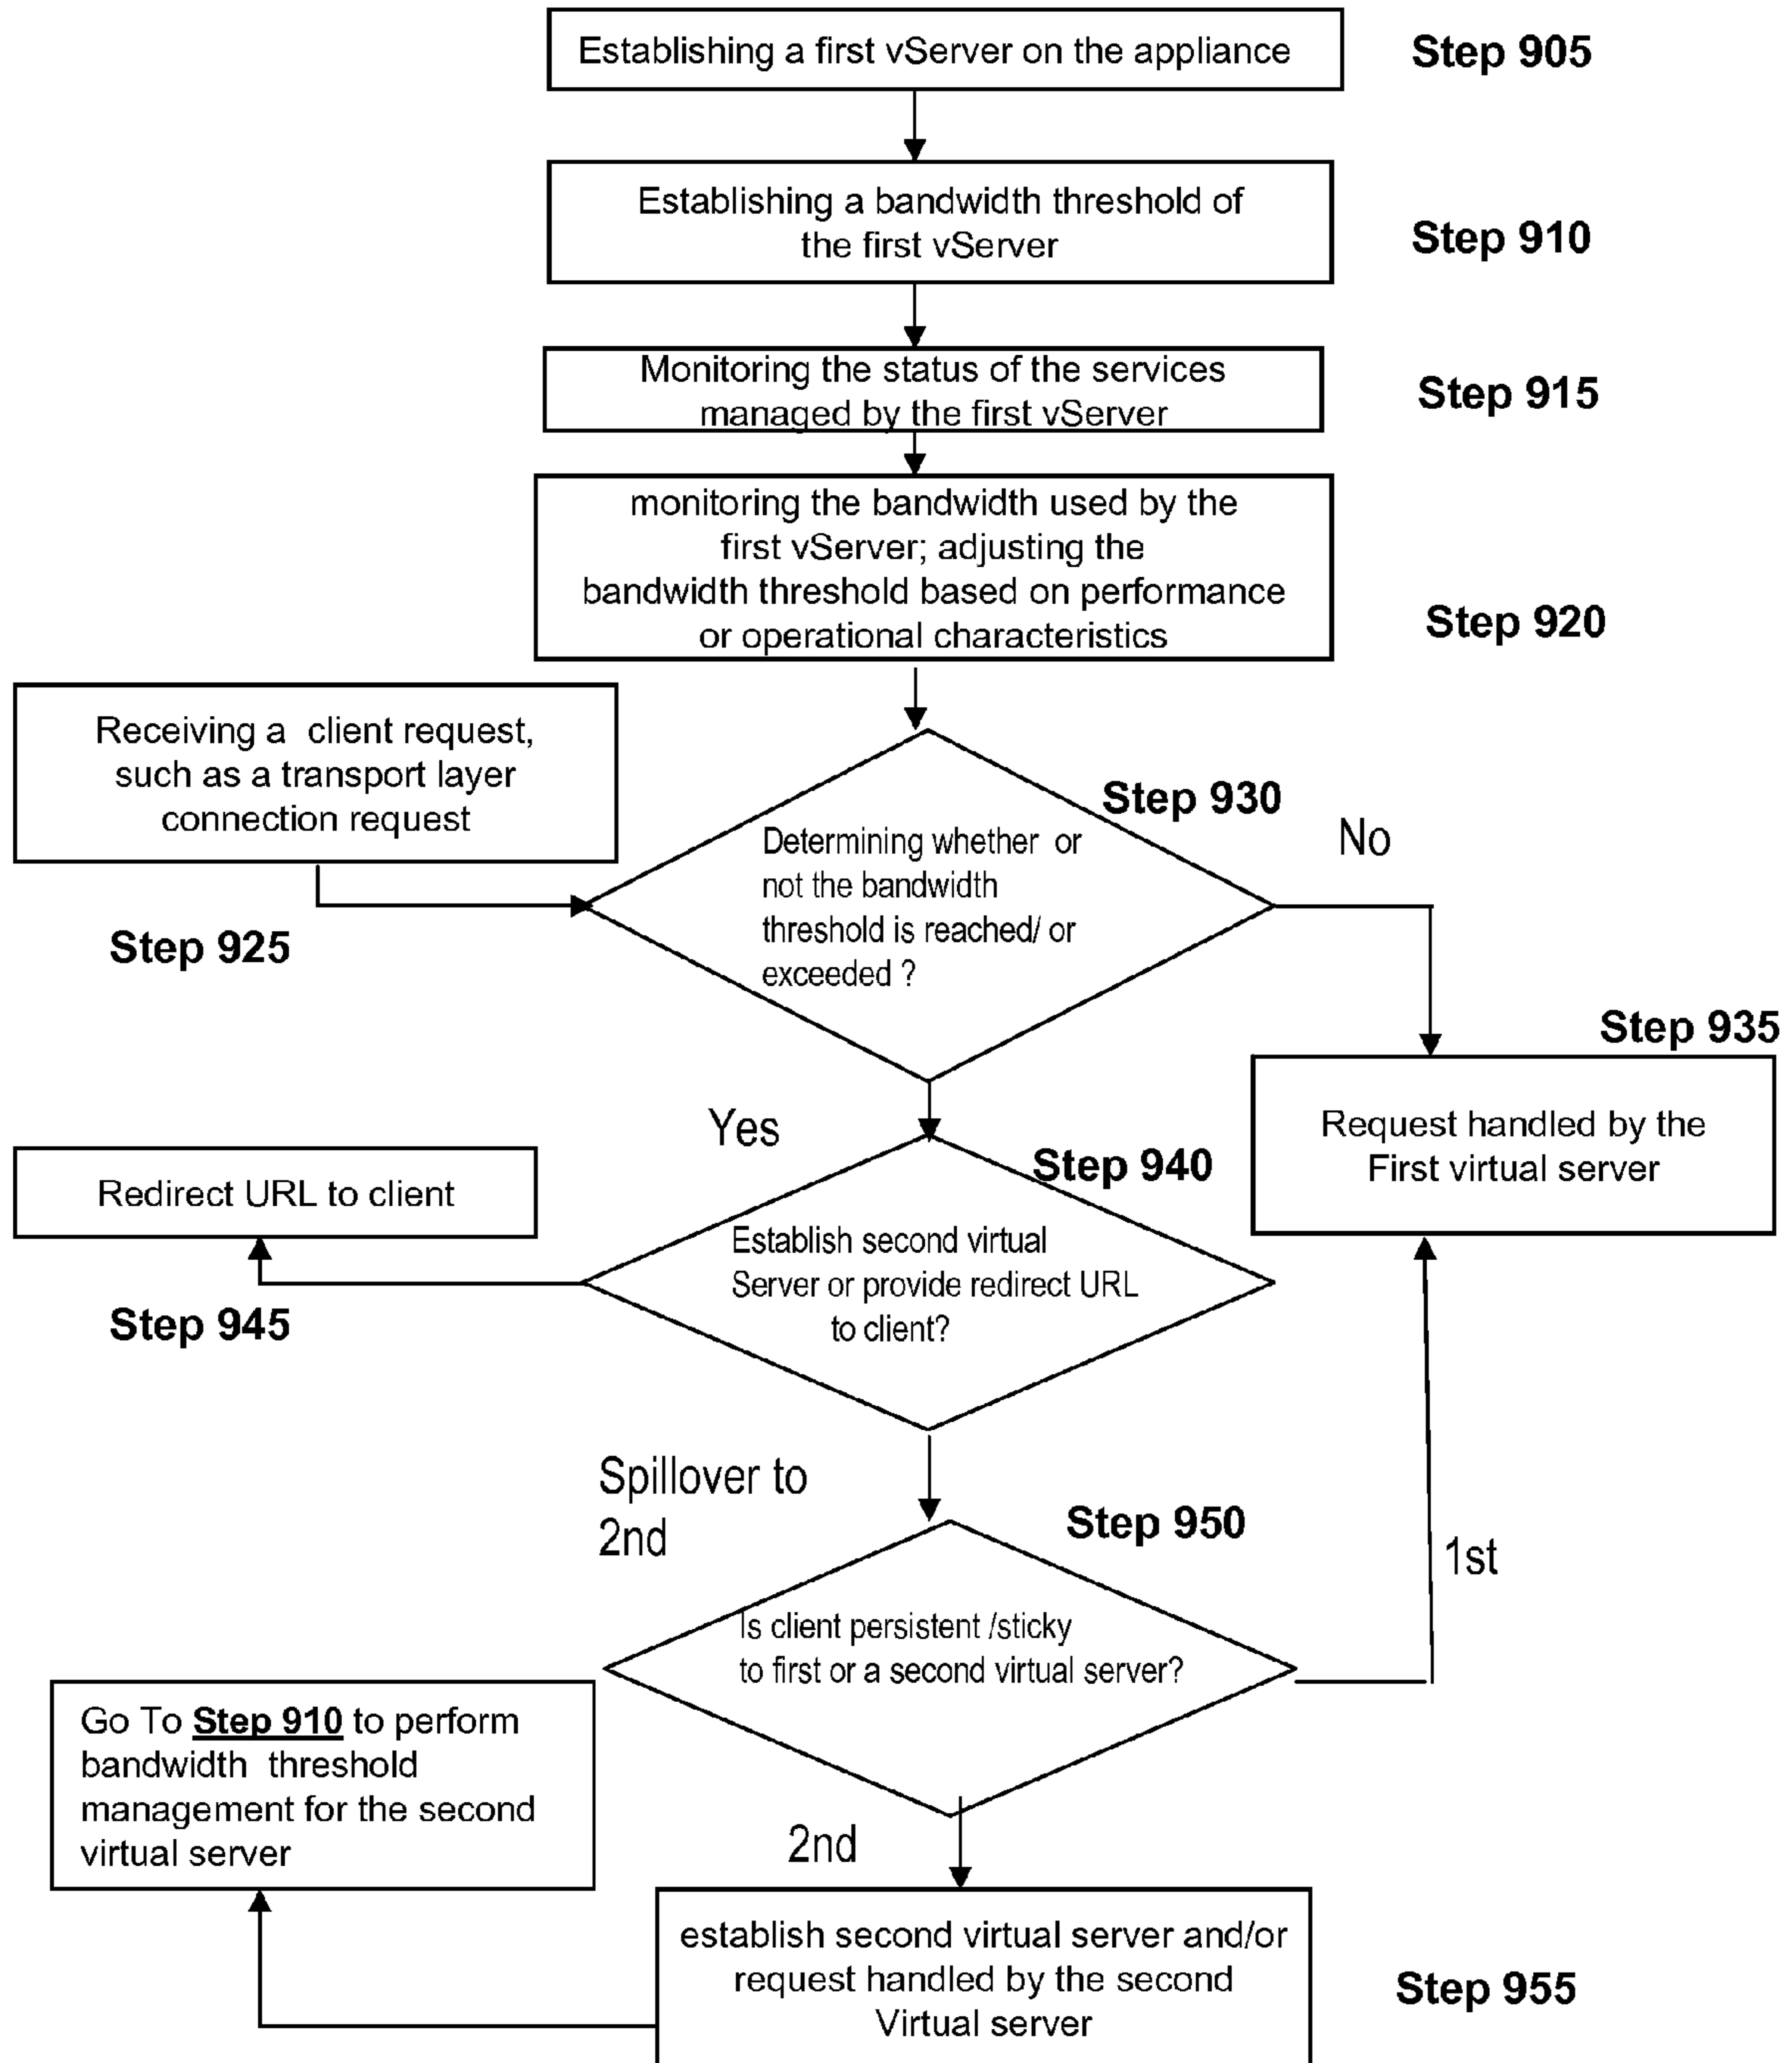 Establishing a first vServer on the appliance
Step 905
Establishing a bandwidth threshold of
the first vServer
Step 910
Monitoring the status of the services
managed by the first vServer
Step 915
monitoring the bandwidth used by the
first vServer; adjusting the
bandwidth threshold based on performance
or operational characteristics
Step 920
Receiving a client request,
such as a transport layer
connection request
Step 925
Step 930
Determining whether or
not the bandwidth
threshold is reached/ or
exceeded ?
No
Step 935
Request handled by the
First virtual server
Yes
Step 940
Establish second virtual
Server or provide redirect URL
to client?
Redirect URL to client
Step 945
Spillover to
2nd
Step 950
Is client persistent /sticky
to first or a second virtual server?
1st
Go To Step 910 to perform
bandwidth threshold
management for the second
virtual server
2nd
establish second virtual server and/or
request handled by the second
Virtual server
Step 955